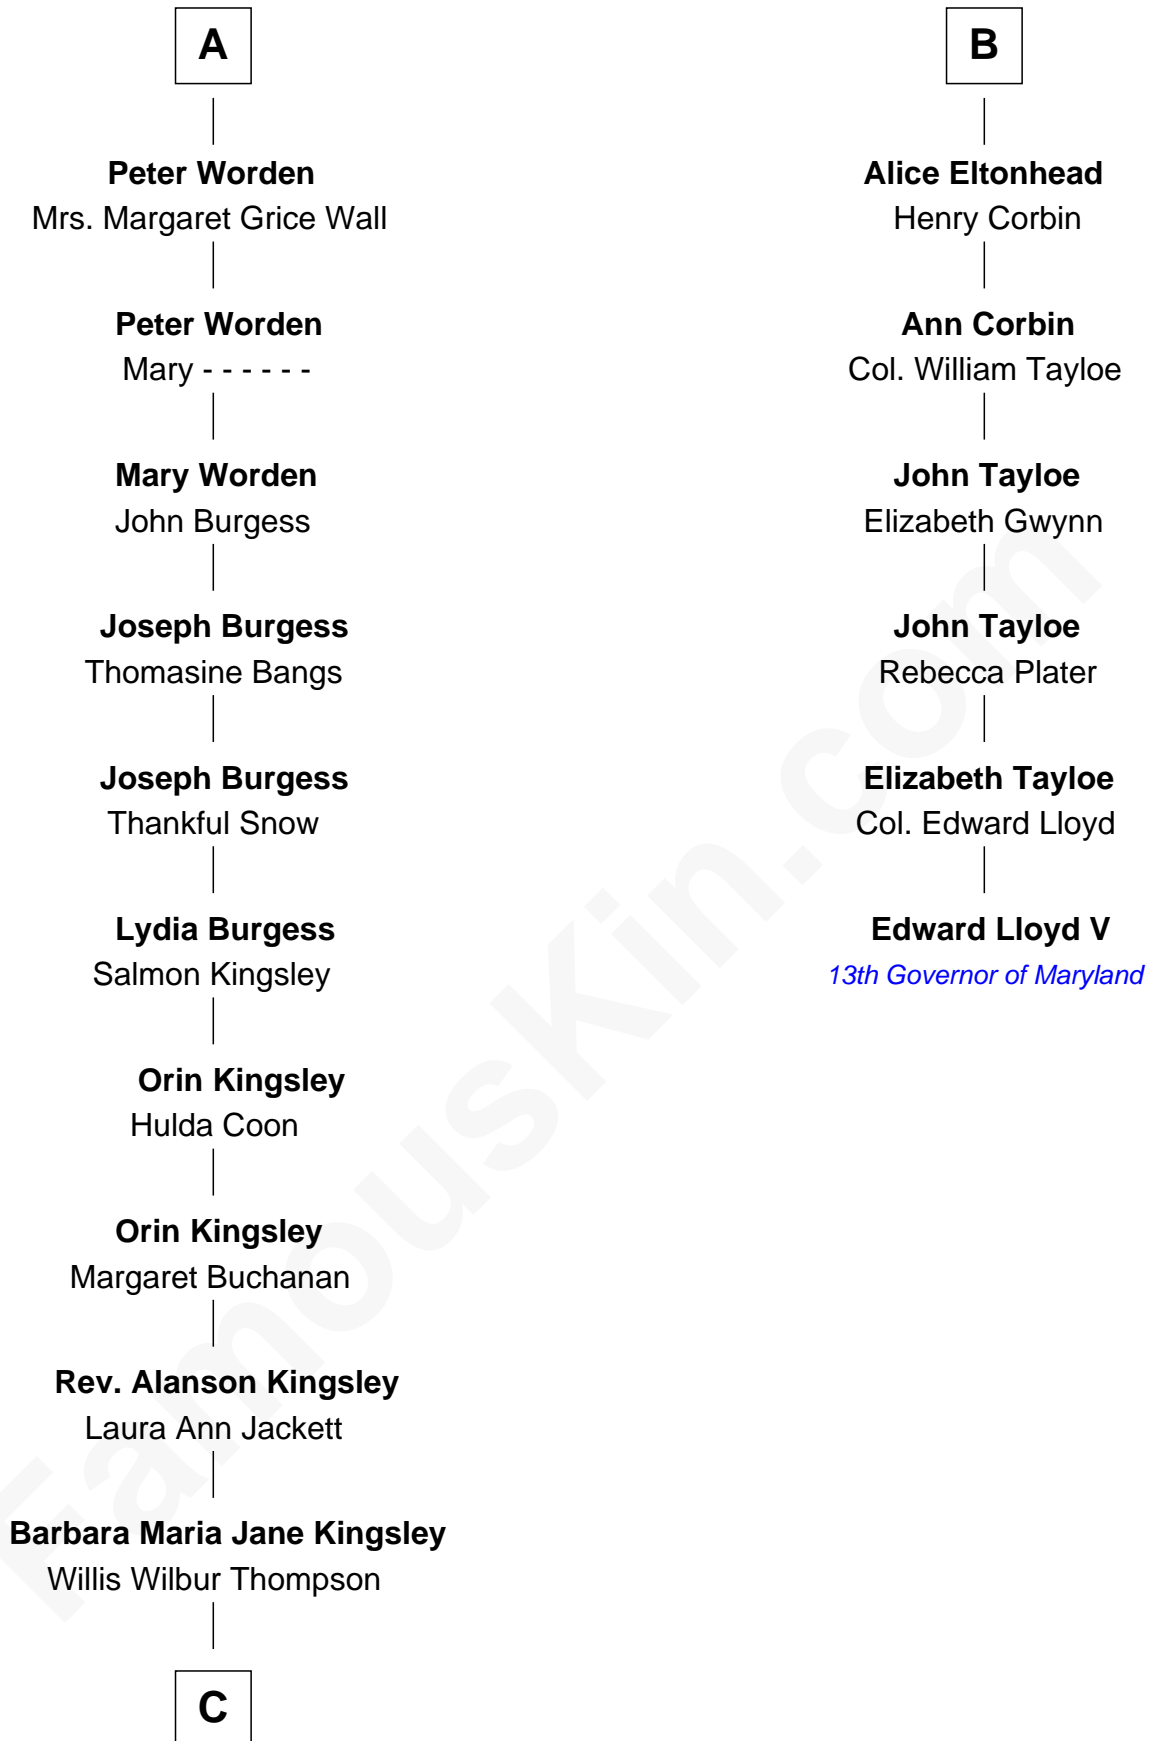 A
Peter Worden
Mrs. Margaret Grice Wall
Peter Worden
Mary - - - - - -
Mary Worden
John Burgess
Joseph Burgess
Thomasine Bangs
Joseph Burgess
Thankful Snow
Lydia Burgess
Salmon Kingsley
Orin Kingsley
Hulda Coon
Orin Kingsley
Margaret Buchanan
Rev. Alanson Kingsley
Laura Ann Jackett
Barbara Maria Jane Kingsley
Willis Wilbur Thompson
C
B
Alice Eltonhead
Henry Corbin
Ann Corbin
Col. William Tayloe
John Tayloe
Elizabeth Gwynn
John Tayloe
Rebecca Plater
Elizabeth Tayloe
Col. Edward Lloyd
Edward Lloyd V
13th Governor of Maryland
FamousKin.com